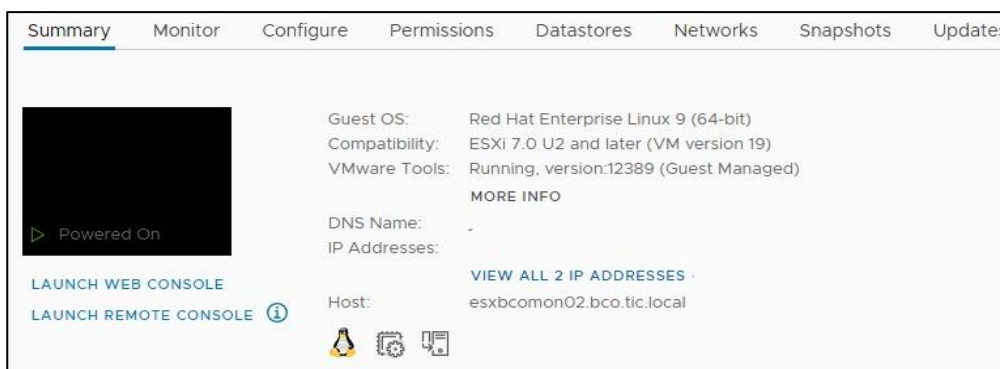 Summary Monitor Configure Permissions Datastores Networks Snapshots Updates
Guest OS: Red Hat Enterprise Linux 9 (64-bit)
Compatibility: ESXi 7.0 U2 and later (VM version 19)
VMware Tools: Running, version:12389 (Guest Managed)
MORE INFO
DNS Name:
Powered On
IP Addresses:
VIEW ALL 2 IP ADDRESSES
LAUNCH WEB CONSOLE
Host: esxbcomon02.bco.tic.local
LAUNCH REMOTE CONSOLE